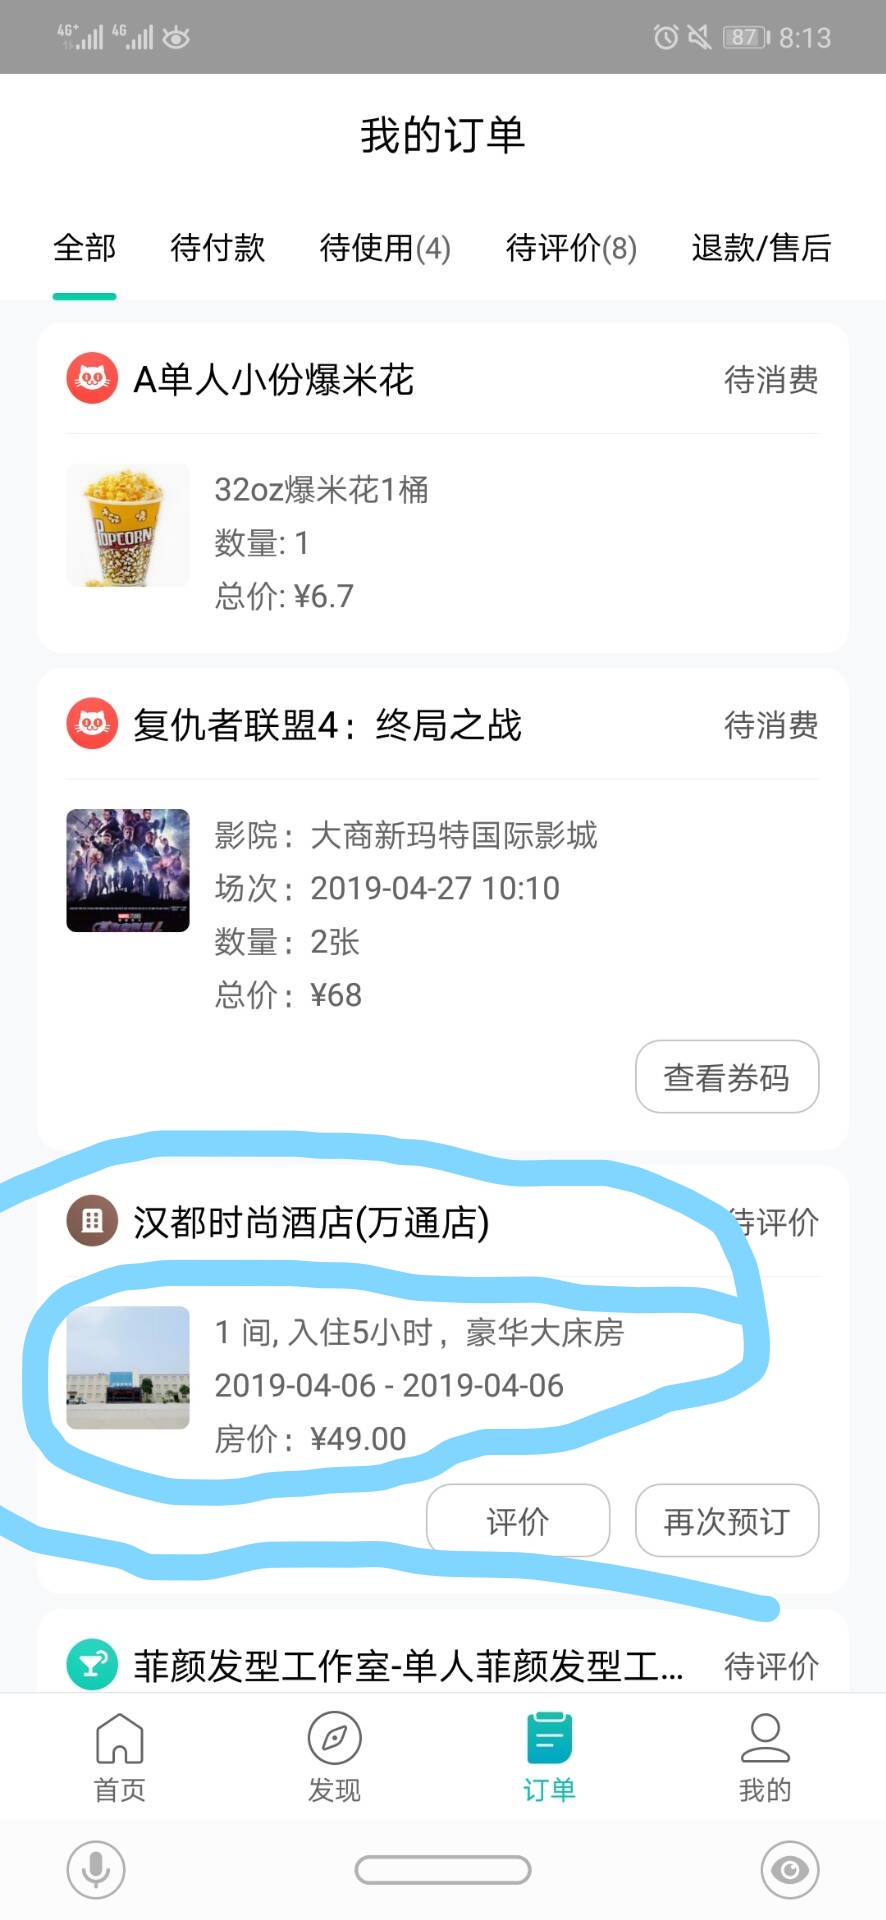 4G+ 4G 87 8:13
我的订单
全部 待付款 待使用(4) 待评价(8) 退款/售后
A单人小份爆米花 待消费
POPCORN
32oz爆米花1桶
数量: 1
总价: ¥6.7
复仇者联盟4：终局之战 待消费
影院：大商新玛特国际影城
场次：2019-04-27 10:10
数量：2张
总价：¥68
查看券码
汉都时尚酒店(万通店) 待评价
1 间, 入住5小时，豪华大床房
2019-04-06 - 2019-04-06
房价：¥49.00
评价 再次预订
菲颜发型工作室-单人菲颜发型工... 待评价
首页 发现 订单 我的